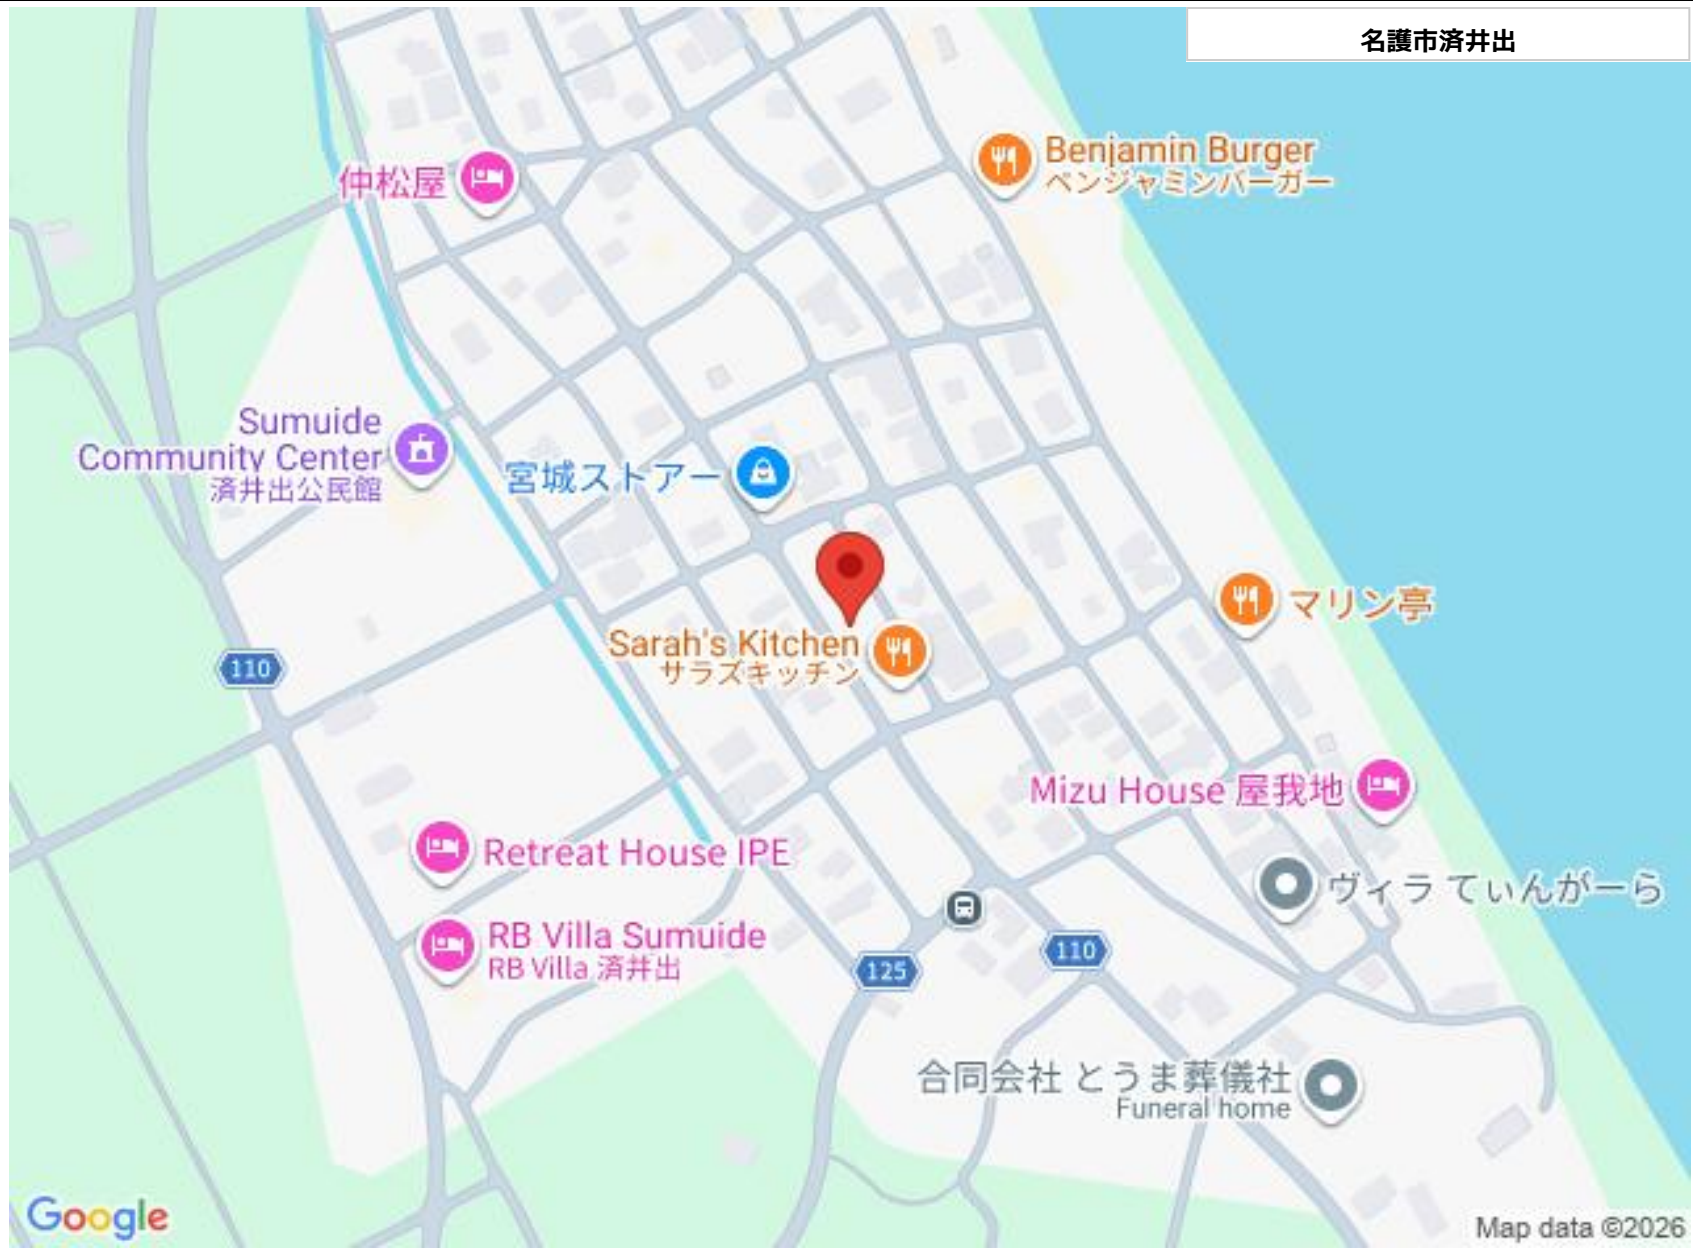 名護市済井出
Benjamin Burger
ベンジャミンバーガー
仲松屋
Sumuide
Community Center
済井出公民館
宮城ストアー
マリン亭
Sarah's Kitchen
サラズキッチン
110
Mizu House 屋我地
Retreat House IPE
ヴィラ てぃんがーら
RB Villa Sumuide
RB Villa 済井出
110
125
合同会社 とうま葬儀社
Funeral home
Google
Map data ©2026